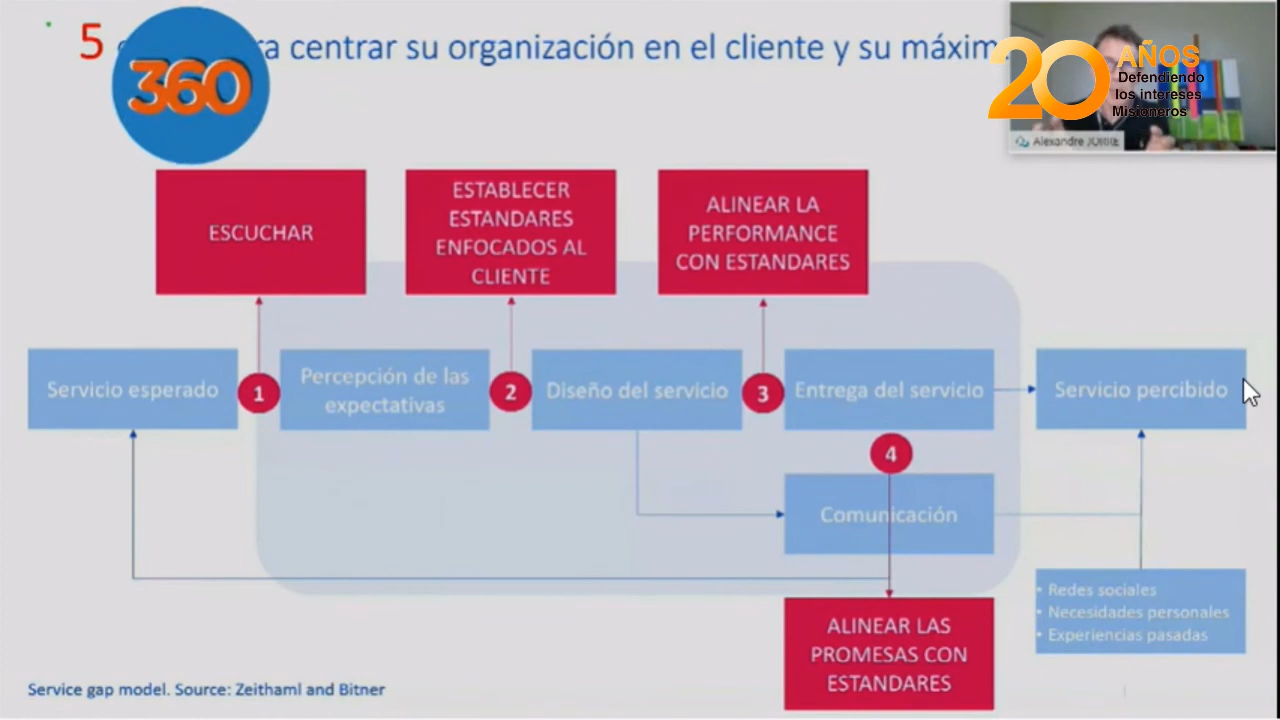 5 ra centrar su organización en el cliente y su máxim
360
20 AÑOS
Defendiendo
los intereses
Misioneros
Alexandre JORRE
ESCUCHAR
ESTABLECER
ESTANDARES
ENFOCADOS AL
CLIENTE
ALINEAR LA
PERFORMANCE
CON ESTANDARES
Servicio esperado
1
Percepción de las
expectativas
2
Diseño del servicio
3
Entrega del servicio
Servicio percibido
4
Comunicación
• Redes sociales
• Necesidades personales
• Experiencias pasadas
ALINEAR LAS
PROMESAS CON
ESTANDARES
Service gap model. Source: Zeithaml and Bitner